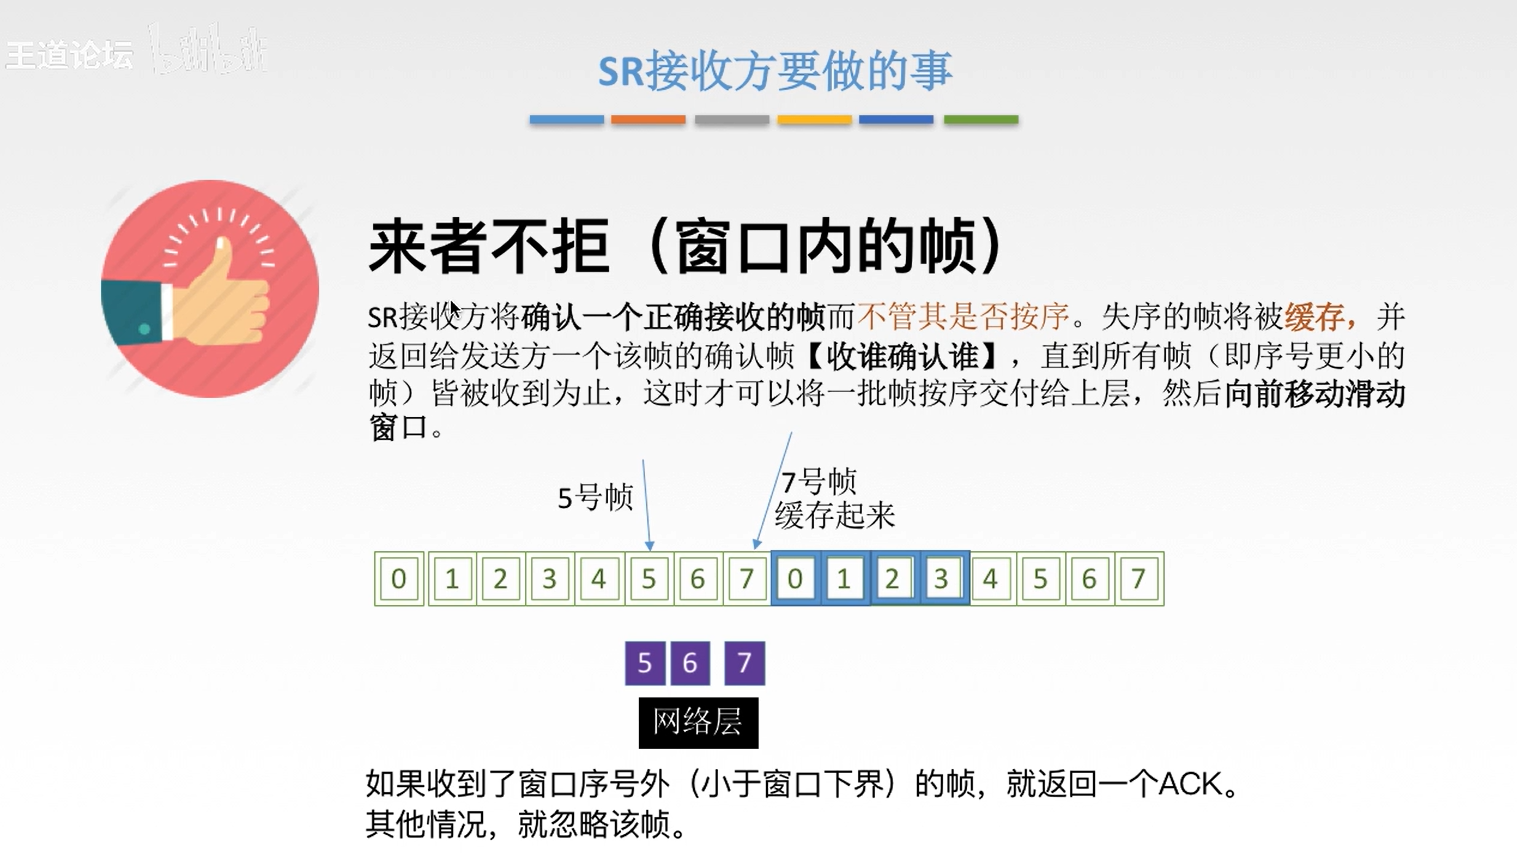 王道论坛 bilibili
SR接收方要做的事
来者不拒（窗口内的帧）
SR接收方将确认一个正确接收的帧而不管其是否按序。失序的帧将被缓存，并
返回给发送方一个该帧的确认帧【收谁确认谁】，直到所有帧（即序号更小的
帧）皆被收到为止，这时才可以将一批帧按序交付给上层，然后向前移动滑动
窗口。
5号帧
7号帧
缓存起来
0 1 2 3 4 5 6 7 0 1 2 3 4 5 6 7
5 6 7
网络层
如果收到了窗口序号外（小于窗口下界）的帧，就返回一个ACK。
其他情况，就忽略该帧。